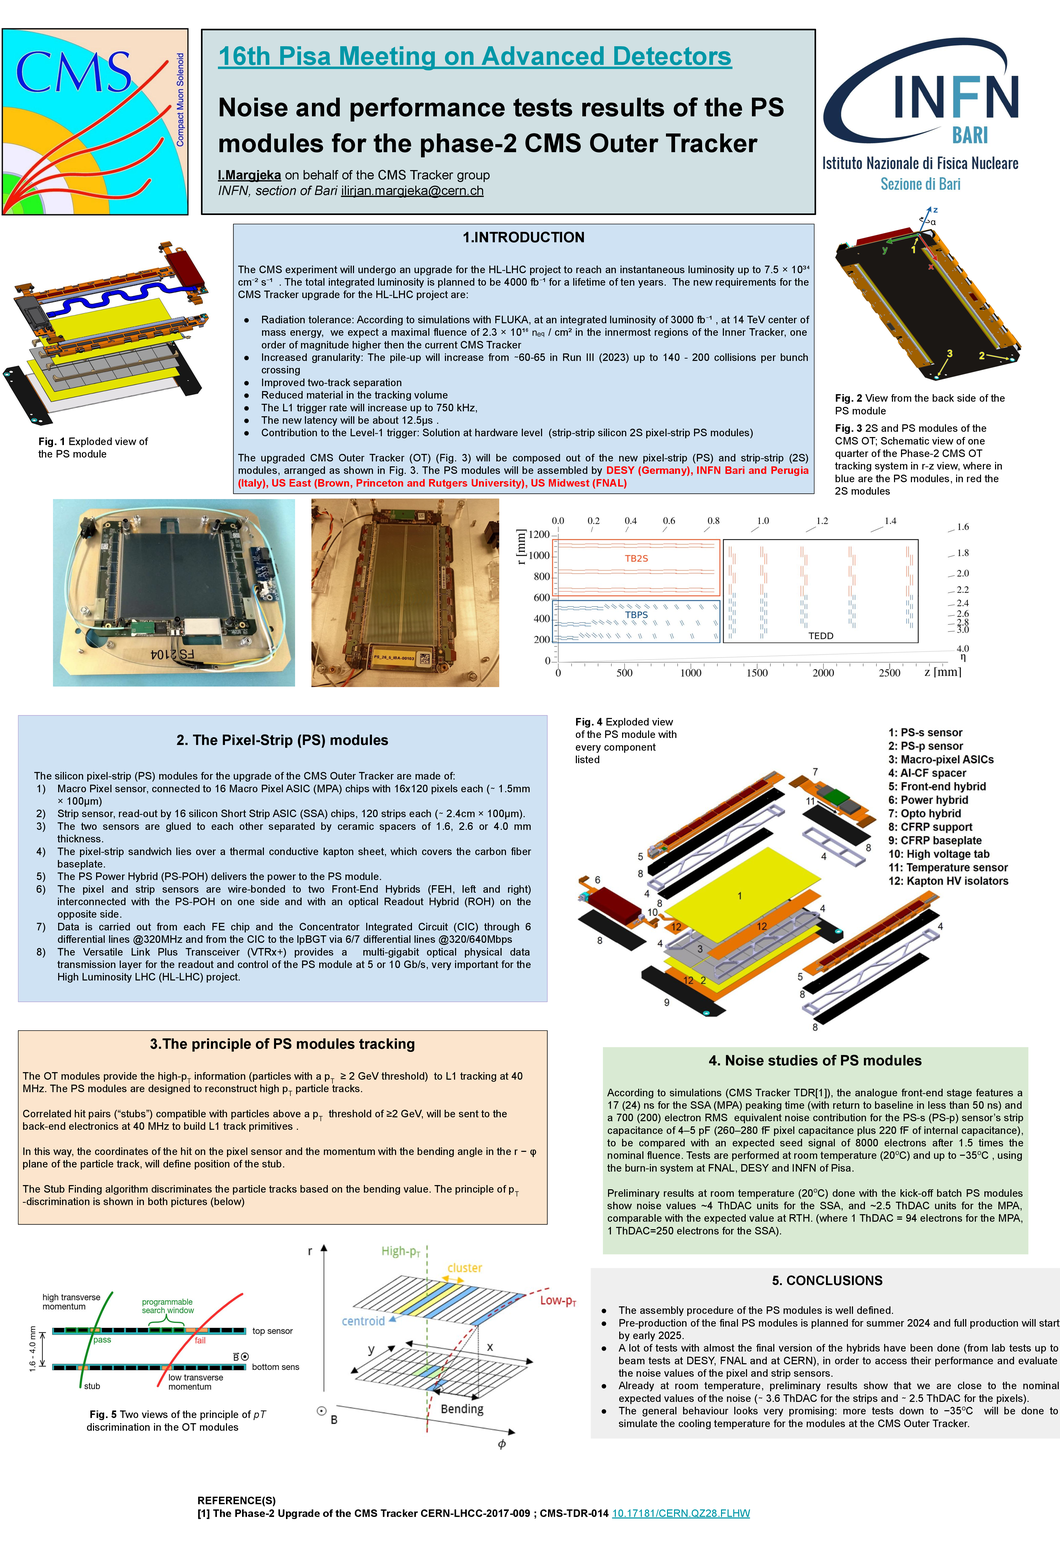 CMS
Compact Muon Solenoid
16th Pisa Meeting on Advanced Detectors
Noise and performance tests results of the PS
modules for the phase-2 CMS Outer Tracker
I.Margjeka on behalf of the CMS Tracker group
INFN, section of Bari ilirjan.margjeka@cern.ch
INFN
BARI
Istituto Nazionale di Fisica Nucleare
Sezione di Bari
Fig. 1 Exploded view of
the PS module
1.INTRODUCTION
The CMS experiment will undergo an upgrade for the HL-LHC project to reach an instantaneous luminosity up to 7.5 × 10³⁴
cm⁻² s⁻¹ . The total integrated luminosity is planned to be 4000 fb⁻¹ for a lifetime of ten years. The new requirements for the
CMS Tracker upgrade for the HL-LHC project are:
● Radiation tolerance: According to simulations with FLUKA, at an integrated luminosity of 3000 fb⁻¹ , at 14 TeV center of
mass energy, we expect a maximal fluence of 2.3 × 10¹⁶ nₑq / cm² in the innermost regions of the Inner Tracker, one
order of magnitude higher then the current CMS Tracker
● Increased granularity: The pile-up will increase from ~60-65 in Run III (2023) up to 140 - 200 collisions per bunch
crossing
● Improved two-track separation
● Reduced material in the tracking volume
● The L1 trigger rate will increase up to 750 kHz,
● The new latency will be about 12.5μs .
● Contribution to the Level-1 trigger: Solution at hardware level (strip-strip silicon 2S pixel-strip PS modules)
The upgraded CMS Outer Tracker (OT) (Fig. 3) will be composed out of the new pixel-strip (PS) and strip-strip (2S)
modules, arranged as shown in Fig. 3. The PS modules will be assembled by DESY (Germany), INFN Bari and Perugia
(Italy), US East (Brown, Princeton and Rutgers University), US Midwest (FNAL)
z
α
y
1
x
3
2
Fig. 2 View from the back side of the
PS module
Fig. 3 2S and PS modules of the
CMS OT; Schematic view of one
quarter of the Phase-2 CMS OT
tracking system in r-z view, where in
blue are the PS modules, in red the
2S modules
FS2104
0.0 0.2 0.4 0.6 0.8 1.0 1.2 1.4 1.6
1.8
2.0
2.2
2.4
2.6
2.8
3.0
4.0
η
r [mm]
1200
1000
800
600
400
200
0
TB2S
TBPS
TEDD
0 500 1000 1500 2000 2500 z [mm]
2. The Pixel-Strip (PS) modules
The silicon pixel-strip (PS) modules for the upgrade of the CMS Outer Tracker are made of:
1) Macro Pixel sensor, connected to 16 Macro Pixel ASIC (MPA) chips with 16x120 pixels each (~ 1.5mm
× 100μm)
2) Strip sensor, read-out by 16 silicon Short Strip ASIC (SSA) chips, 120 strips each (~ 2.4cm × 100μm).
3) The two sensors are glued to each other separated by ceramic spacers of 1.6, 2.6 or 4.0 mm
thickness.
4) The pixel-strip sandwich lies over a thermal conductive kapton sheet, which covers the carbon fiber
baseplate.
5) The PS Power Hybrid (PS-POH) delivers the power to the PS module.
6) The pixel and strip sensors are wire-bonded to two Front-End Hybrids (FEH, left and right)
interconnected with the PS-POH on one side and with an optical Readout Hybrid (ROH) on the
opposite side.
7) Data is carried out from each FE chip and the Concentrator Integrated Circuit (CIC) through 6
differential lines @320MHz and from the CIC to the lpBGT via 6/7 differential lines @320/640Mbps
8) The Versatile Link Plus Transceiver (VTRx+) provides a multi-gigabit optical physical data
transmission layer for the readout and control of the PS module at 5 or 10 Gb/s, very important for the
High Luminosity LHC (HL-LHC) project.
Fig. 4 Exploded view
of the PS module with
every component
listed
1: PS-s sensor
2: PS-p sensor
3: Macro-pixel ASICs
4: Al-CF spacer
5: Front-end hybrid
6: Power hybrid
7: Opto hybrid
8: CFRP support
9: CFRP baseplate
10: High voltage tab
11: Temperature sensor
12: Kapton HV isolators
7
11
8
4
5
8
6
4
8
10
12
1
4
4
3
4
8
12 2
9
5
8
4
8
3.The principle of PS modules tracking
The OT modules provide the high-pT information (particles with a pT ≥ 2 GeV threshold) to L1 tracking at 40
MHz. The PS modules are designed to reconstruct high pT particle tracks.
Correlated hit pairs (“stubs”) compatible with particles above a pT threshold of ≥2 GeV, will be sent to the
back-end electronics at 40 MHz to build L1 track primitives .
In this way, the coordinates of the hit on the pixel sensor and the momentum with the bending angle in the r − φ
plane of the particle track, will define position of the stub.
The Stub Finding algorithm discriminates the particle tracks based on the bending value. The principle of pT
-discrimination is shown in both pictures (below)
4. Noise studies of PS modules
According to simulations (CMS Tracker TDR[1]), the analogue front-end stage features a
17 (24) ns for the SSA (MPA) peaking time (with return to baseline in less than 50 ns) and
a 700 (200) electron RMS equivalent noise contribution for the PS-s (PS-p) sensor’s strip
capacitance of 4–5 pF (260–280 fF pixel capacitance plus 220 fF of internal capacitance),
to be compared with an expected seed signal of 8000 electrons after 1.5 times the
nominal fluence. Tests are performed at room temperature (20ºC) and up to −35ºC , using
the burn-in system at FNAL, DESY and INFN of Pisa.
Preliminary results at room temperature (20ºC) done with the kick-off batch PS modules
show noise values ~4 ThDAC units for the SSA, and ~2.5 ThDAC units for the MPA,
comparable with the expected value at RTH. (where 1 ThDAC = 94 electrons for the MPA,
1 ThDAC=250 electrons for the SSA).
high transverse
momentum
programmable
search window
1.6 - 4.0 mm
pass
fail
top sensor
B
bottom sens
stub
low transverse
momentum
Fig. 5 Two views of the principle of pT
discrimination in the OT modules
r
High-pT
cluster
Low-pT
centroid
y
x
Bending
B
ϕ
5. CONCLUSIONS
● The assembly procedure of the PS modules is well defined.
● Pre-production of the final PS modules is planned for summer 2024 and full production will start
by early 2025.
● A lot of tests with almost the final version of the hybrids have been done (from lab tests up to
beam tests at DESY, FNAL and at CERN), in order to access their performance and evaluate
the noise values of the pixel and strip sensors.
● Already at room temperature, preliminary results show that we are close to the nominal
expected values of the noise (~ 3.6 ThDAC for the strips and ~ 2.5 ThDAC for the pixels).
● The general behaviour looks very promising: more tests down to −35ºC will be done to
simulate the cooling temperature for the modules at the CMS Outer Tracker.
REFERENCE(S)
[1] The Phase-2 Upgrade of the CMS Tracker CERN-LHCC-2017-009 ; CMS-TDR-014 10.17181/CERN.QZ28.FLHW